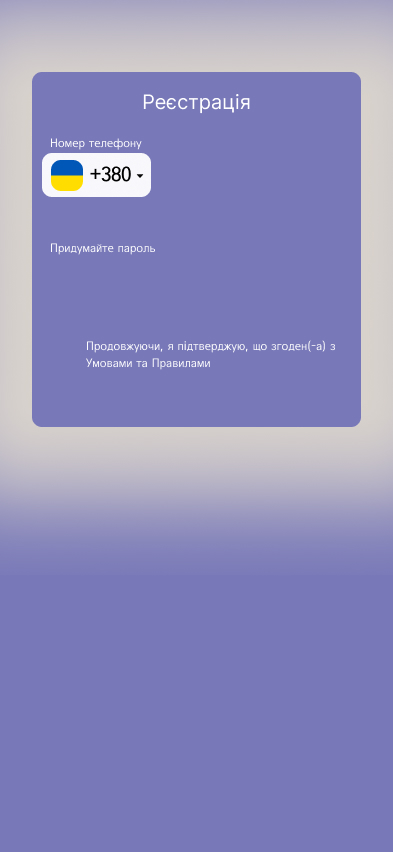 Реєстрація
Номер телефону
+380
Придумайте пароль
Продовжуючи, я підтверджую, що згоден(-а) з
Умовами та Правилами